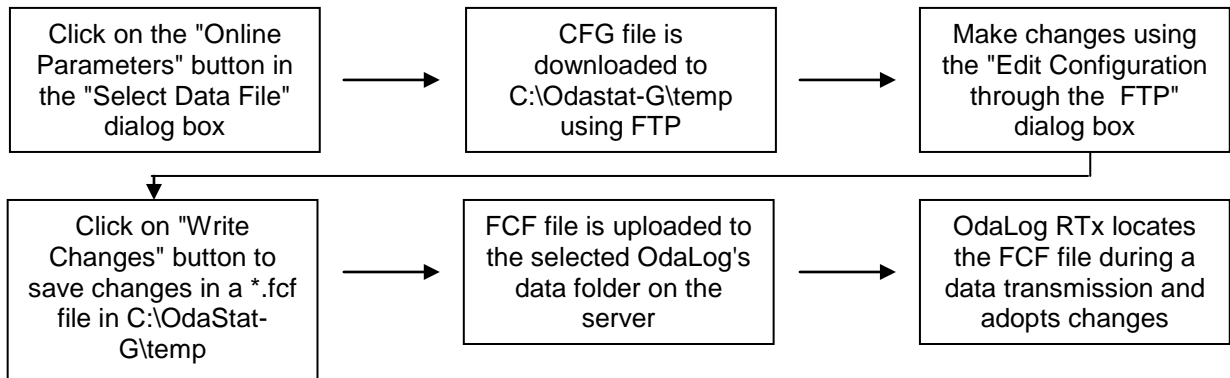 Click on the "Online
Parameters" button in
the "Select Data File"
dialog box
CFG file is
downloaded to
C:\Odastat-G\temp
using FTP
Make changes using
the "Edit Configuration
through the  FTP"
dialog box
Click on "Write
Changes" button to
save changes in a *.fcf
file in C:\OdaStat-
G\temp
FCF file is uploaded to
the selected OdaLog's
data folder on the
server
OdaLog RTx locates
the FCF file during a
data transmission and
adopts changes